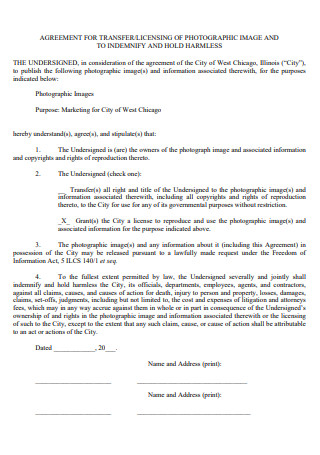 AGREEMENT FOR TRANSFER/LICENSING OF PHOTOGRAPHIC IMAGE AND
TO INDEMNIFY AND HOLD HARMLESS
THE UNDERSIGNED, in consideration of the agreement of the City of West Chicago, Illinois (“City”),
to publish the following photographic image(s) and information associated therewith, for the purposes
indicated below:
Photographic Images
Purpose: Marketing for City of West Chicago
hereby understand(s), agree(s), and stipulate(s) that:
1. The Undersigned is (are) the owners of the photograph image and associated information
and copyrights and rights of reproduction thereto.
2. The Undersigned (check one):
__ Transfer(s) all right and title of the Undersigned to the photographic image(s) and
information associated therewith, including all copyrights and rights of reproduction
thereto, to the City for use for any of its governmental purposes without restriction.
_X_ Grant(s) the City a license to reproduce and use the photographic image(s) and
associated information for the purpose indicated above.
3. The photographic image(s) and any information about it (including this Agreement) in
possession of the City may be released pursuant to a lawfully made request under the Freedom of
Information Act, 5 ILCS 140/1 et seq.
4. To the fullest extent permitted by law, the Undersigned severally and jointly shall
indemnify and hold harmless the City, its officials, departments, employees, agents, and contractors,
against all claims, causes, and causes of action for death, injury to person and property, losses, damages,
claims, set-offs, judgments, including but not limited to, the cost and expenses of litigation and attorneys
fees, which may in any way accrue against them in whole or in part in consequence of the Undersigned’s
ownership of and rights in the photographic image and information associated therewith or the licensing
of such to the City, except to the extent that any such claim, cause, or cause of action shall be attributable
to an act or actions of the City.
Dated ____________, 20___.
Name and Address (print):
Name and Address (print):